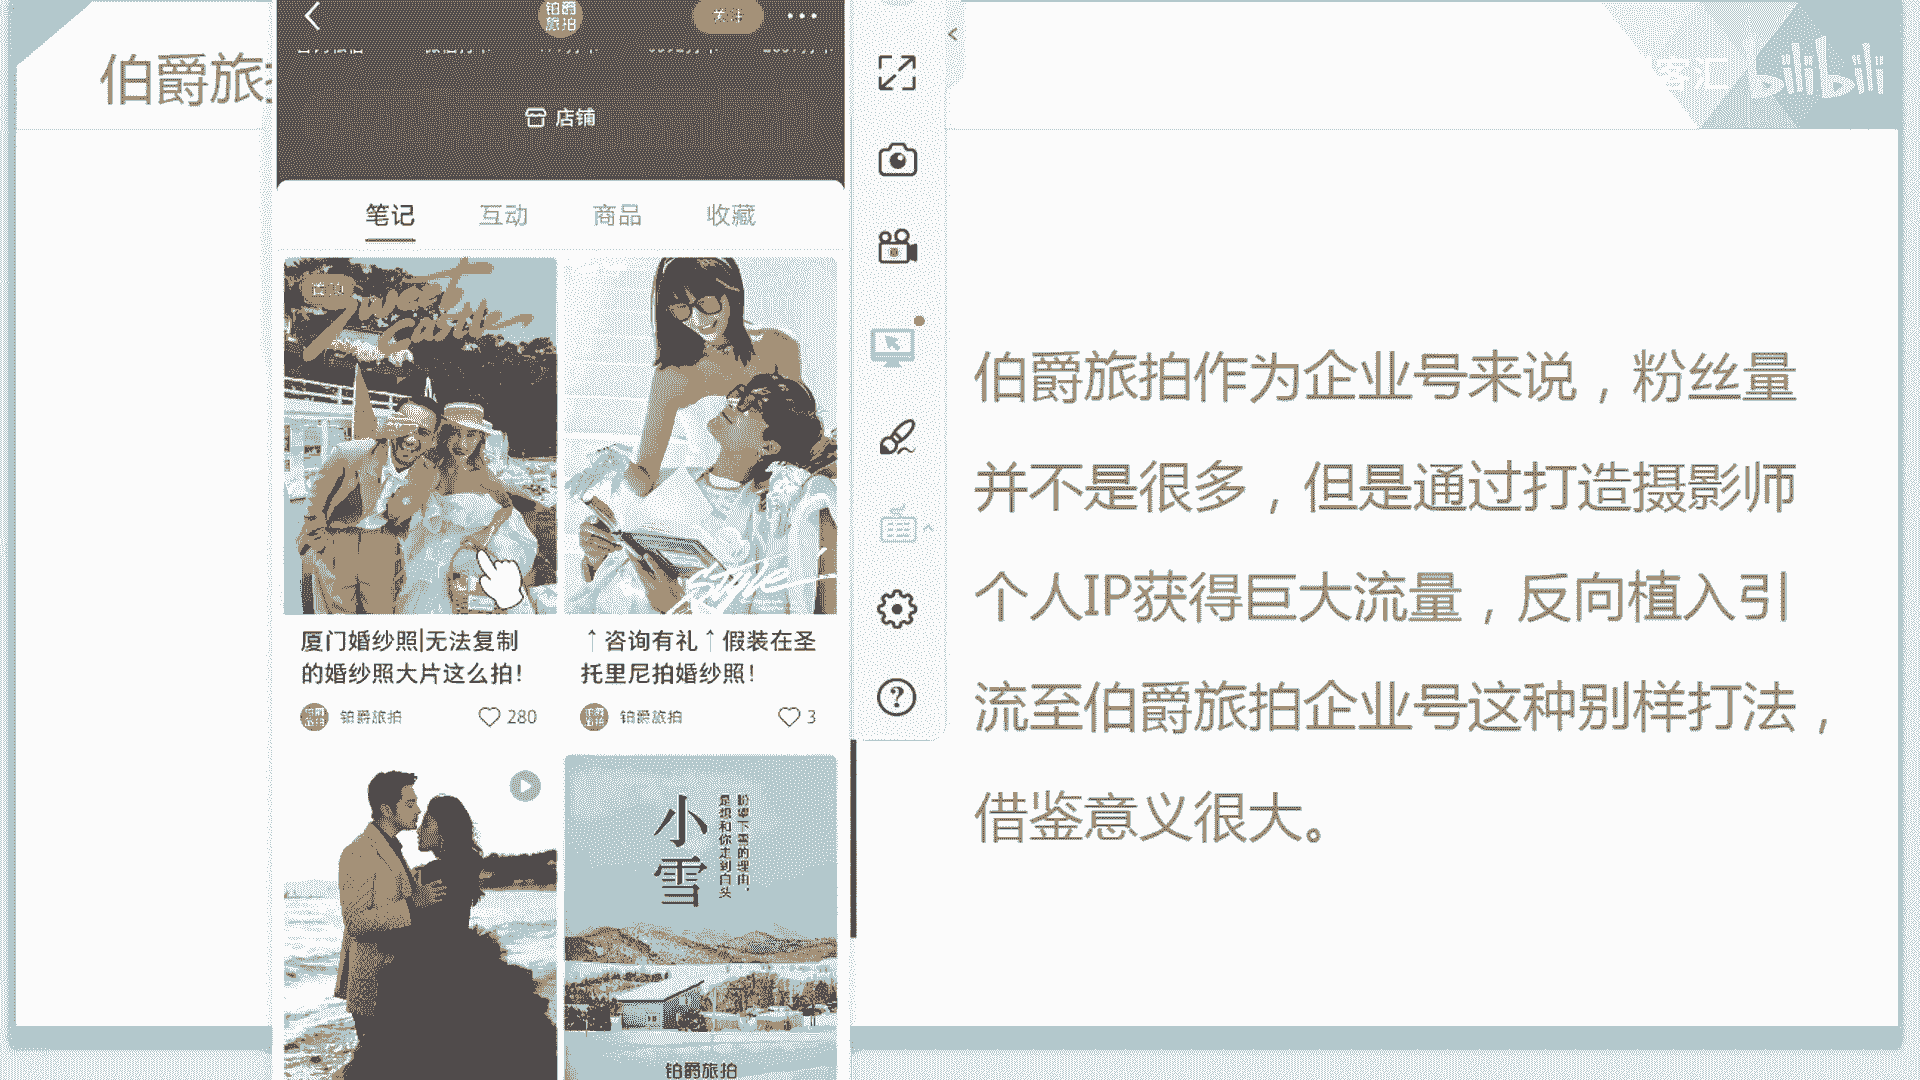 伯爵旅
铂爵
旅拍
关注
店铺
笔记
互动
商品
收藏
Sweet
castle
Style
厦门婚纱照|无法复制
的婚纱照大片这么拍！
铂爵旅拍
280
↑咨询有礼↑假装在圣
托里尼拍婚纱照！
铂爵旅拍
3
小雪
盼望下雪的理由，
是想和你走到白头
铂爵旅拍
客汇
bilibili
伯爵旅拍作为企业号来说，粉丝量
并不是很多，但是通过打造摄影师
个人IP获得巨大流量，反向植入引
流至伯爵旅拍企业号这种别样打法，
借鉴意义很大。